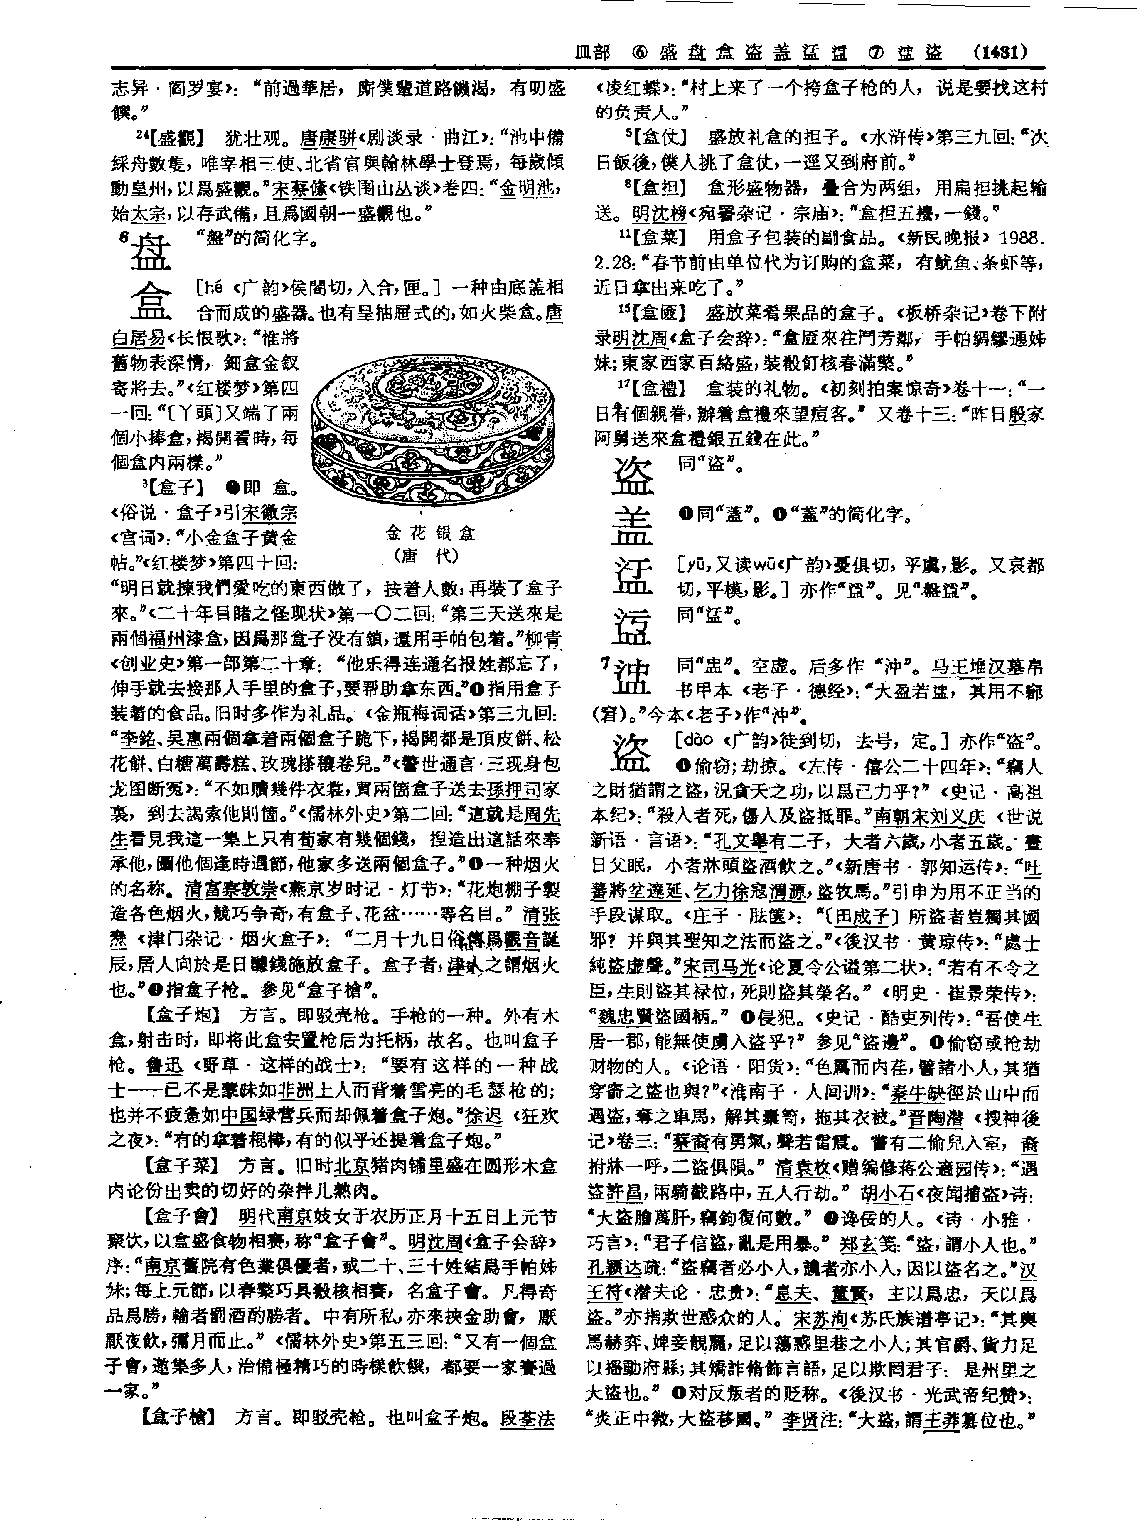 皿部 ⑥ 盛盘盒盗盖盓 ⑦ 盅盜 (1431)
志异·阎罗宴》：“前過華居，廝僕輩道路饑渴，有叨盛
饌。”
24【盛觀】 犹壮观。唐康骈《剧谈录·曲江》：“池中備
綵舟數隻，唯宰相三使、北省官與翰林學士登焉，每歲傾
動皇州，以爲盛觀。”宋蔡絛《铁围山丛谈》卷四：“金明池，
始太宗，以存武備，且爲國朝一盛觀也。”
6盘 “盤”的简化字。
盒 [hé 《广韵》侯閤切，入合，匣。] 一种由底盖相
合而成的盛器。也有呈抽屉式的，如火柴盒。唐
白居易《长恨歌》：“惟將
舊物表深情，鈿盒金釵
寄將去。”《红楼梦》第四
一回：“〔丫頭〕又端了兩
個小捧盒，揭開看時，每
個盒内兩樣。”
3【盒子】 ❶即盒。
《俗说·盒子》引宋徽宗
《宫词》：“小金盒子黄金
帖。”《红楼梦》第四十回：
金花银盒
(唐 代)
“明日就揀我們愛吃的東西做了，按着人數，再裝了盒子
來。”《二十年目睹之怪现状》第一〇二回：“第三天送來是
兩個福州漆盒，因爲那盒子没有鎖，還用手帕包着。”柳青
《创业史》第一部第二十章：“他乐得连通名报姓都忘了，
伸手就去接那人手里的盒子，要帮助拿东西。”❷指用盒子
装着的食品。旧时多作为礼品。《金瓶梅词话》第三九回：
“李銘、吴惠兩個拿着兩個盒子跪下，揭開都是頂皮餅、松
花餅、白糖萬壽糕、玫瑰搽穰卷兒。”《警世通言·三现身包
龙图断冤》：“不如贖幾件衣裳，買兩箇盒子送去孫押司家
裏，到去謁索他則箇。”《儒林外史》第二回：“這就是周先
生看見我這一集上只有荀家有幾個錢，捏造出這話來奉
承他，圖他個逢時遇節，他家多送兩個盒子。”❸一种烟火
的名称。清富察敦崇《燕京岁时记·灯节》：“花炮棚子製
造各色烟火，競巧争奇，有盒子、花盆……等名目。”清张
焘《津门杂记·烟火盒子》：“二月十九日俗傳爲觀音誕
辰，居人向於是日醵錢施放盒子。盒子者，津人之謂烟火
也。”❹指盒子枪。参见“盒子槍”。
【盒子炮】 方言。即驳壳枪。手枪的一种。外有木
盒，射击时，即将此盒安置枪后为托柄，故名。也叫盒子
枪。鲁迅《野草·这样的战士》：“要有这样的一种战
士——已不是蒙昧如非洲土人而背着雪亮的毛瑟枪的；
也并不疲惫如中国绿营兵而却佩着盒子炮。”徐迟《狂欢
之夜》：“有的拿着棍棒，有的似乎还提着盒子炮。”
【盒子菜】 方言。旧时北京猪肉铺里盛在圆形木盒
内论份出卖的切好的杂拌儿熟肉。
【盒子會】 明代南京妓女于农历正月十五日上元节
聚饮，以盒盛食物相赛，称“盒子會”。明沈周《盒子会辞》
序：“南京舊院有色業俱優者，或二十、三十姓結爲手帕姊
妹；每上元節，以春檠巧具殽核相賽，名盒子會。凡得奇
品爲勝，輸者罰酒酌勝者。中有所私，亦來挾金助會，厭
厭夜飲，彌月而止。”《儒林外史》第五三回：“又有一個盒
子會，邀集多人，治備極精巧的時樣飲饌，都要一家賽過
一家。”
【盒子槍】 方言。即驳壳枪。也叫盒子炮。段荃法
《凌红蝶》：“村上来了一个挎盒子枪的人，说是要找这村
的负责人。”
5【盒仗】 盛放礼盒的担子。《水浒传》第三九回：“次
日飯後，僕人挑了盒仗，一逕又到府前。”
8【盒担】 盒形盛物器，叠合为两组，用扁担挑起输
送。明沈榜《宛署杂记·宗庙》：“盒担五擡，一錢。”
11【盒菜】 用盒子包装的副食品。《新民晚报》1988.
2.28：“春节前由单位代为订购的盒菜，有鱿鱼、条虾等，
近日拿出来吃了。”
15【盒匳】 盛放菜肴果品的盒子。《板桥杂记》卷下附
录明沈周《盒子会辞》：“盒匳來往鬥芳鄰，手帕綢繆通姊
妹；東家西家百絡盛，裝殽飣核春滿檠。”
17【盒禮】 盒装的礼物。《初刻拍案惊奇》卷十一：“一
日有個親眷，辦着盒禮來望痘客。” 又卷十三：“昨日殷家
阿舅送來盒禮銀五錢在此。”
盗 同“盜”。
盖 ❶同“蓋”。❷“蓋”的简化字。
盓 [yū，又读wū《广韵》憂俱切，平虞，影。又哀都
切，平模，影。] 亦作“𥁄”。见“盤盓”。
同“盓”。
7 同“盅”。空虚。后多作“沖”。马王堆汉墓帛
书甲本《老子·德经》：“大盈若盅，其用不䆫
(窘)。”今本《老子》作“沖”。
盜 [dào 《广韵》徒到切，去号，定。] 亦作“盗”。
❶偷窃；劫掠。《左传·僖公二十四年》：“竊人
之財猶謂之盜，況貪天之功，以爲己力乎？” 《史记·高祖
本纪》：“殺人者死，傷人及盜抵罪。”南朝宋刘义庆《世说
新语·言语》：“孔文舉有二子，大者六歲，小者五歲。晝
日父眠，小者牀頭盜酒飲之。”《新唐书·郭知运传》：“吐
蕃將坌達延、乞力徐寇渭源，盜牧馬。”引申为用不正当的
手段谋取。《庄子·胠箧》：“〔田成子〕所盜者豈獨其國
邪？并與其聖知之法而盜之。”《後汉书·黄琼传》：“處士
純盜虛聲。”宋司马光《论夏令公谥第二状》：“若有不令之
臣，生則盜其禄位，死則盜其榮名。”《明史·崔景荣传》：
“魏忠賢盜國柄。” ❷侵犯。《史记·酷吏列传》：“吾使生
居一郡，能無使虜入盜乎？” 参见“盜邊”。❸偷窃或抢劫
财物的人。《论语·阳货》：“色厲而内荏，譬諸小人，其猶
穿窬之盜也與？”《淮南子·人间训》：“秦牛缺徑於山中而
遇盜，奪之車馬，解其橐笥，拖其衣被。”晋陶潜《搜神後
记》卷三：“蔡裔有勇氣，聲若雷震。嘗有二偷兒入室，裔
拊牀一呼，二盜俱隕。” 清袁枚《赠编修蒋公适园传》：“遇
盜許昌，兩騎截路中，五人行劫。” 胡小石《夜闻捕盗》诗：
“大盜膾萬肝，竊鉤復何數。” ❹谗佞的人。《诗·小雅·
巧言》：“君子信盜，亂是用暴。” 郑玄笺：“盜，謂小人也。”
孔颖达疏：“盜竊者必小人，讒者亦小人，因以盜名之。”汉
王符《潜夫论·忠贵》：“息夫、董賢，主以爲忠，天以爲
盜。”亦指欺世惑众的人。宋苏洵《苏氏族谱亭记》：“其輿
馬赫弈、婢妾靚麗，足以蕩惑里巷之小人；其官爵、貨力足
以摇動府縣；其矯詐脩飾言語，足以欺罔君子：是州里之
大盜也。” ❺对反叛者的贬称。《後汉书·光武帝纪赞》：
“炎正中微，大盜移國。” 李贤注：“大盜，謂王莽篡位也。”